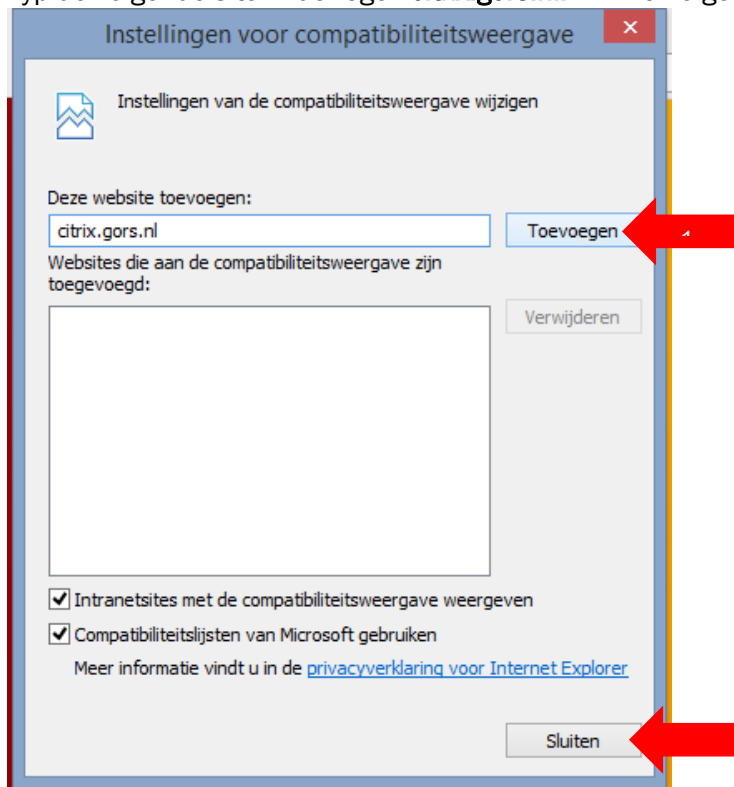 Instellingen voor compatibiliteitsweergave
Instellingen van de compatibiliteitsweergave wijzigen
Deze website toevoegen:
citrix.gors.nl
Toevoegen
Websites die aan de compatibiliteitsweergave zijn
toegevoegd:
Verwijderen
Intranetsites met de compatibiliteitsweergave weergeven
Compatibiliteitslijsten van Microsoft gebruiken
Meer informatie vindt u in de privacyverklaring voor Internet Explorer
Sluiten